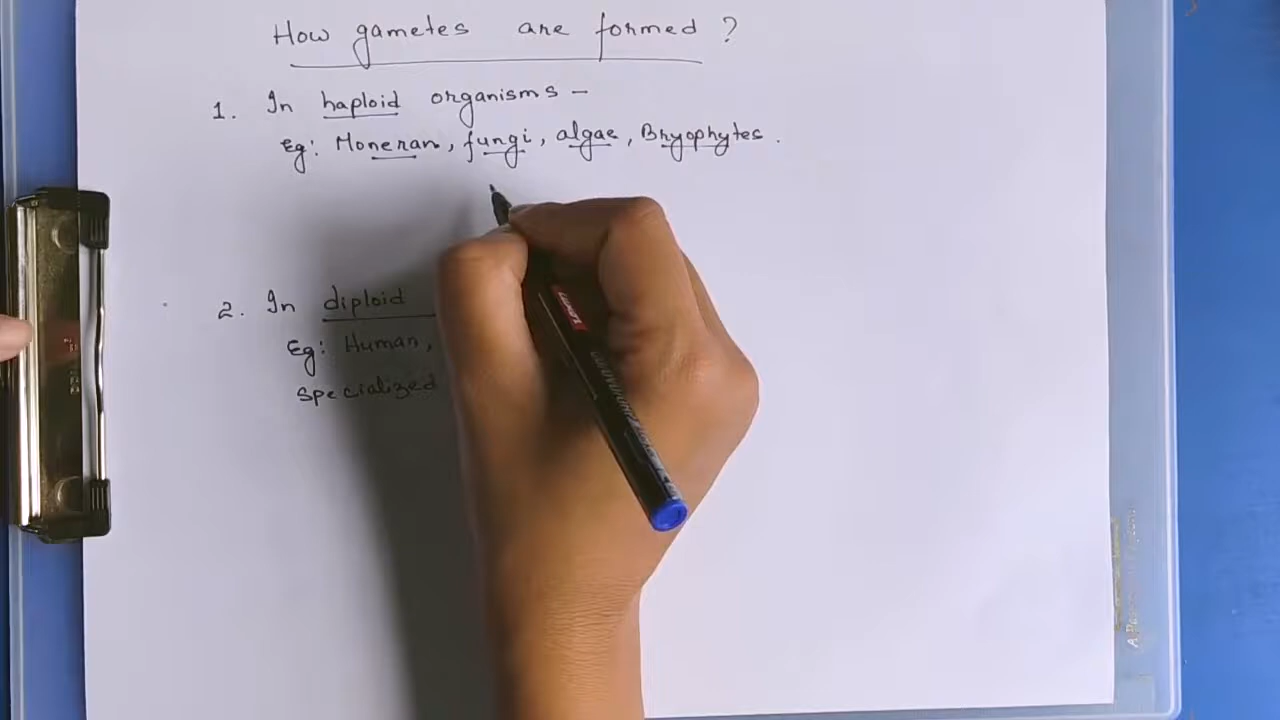 How gametes are formed ?
1. In haploid organisms –
Eg: Moneran, fungi, algae, Bryophytes.
2. In diploid
Eg: Human,
specialized